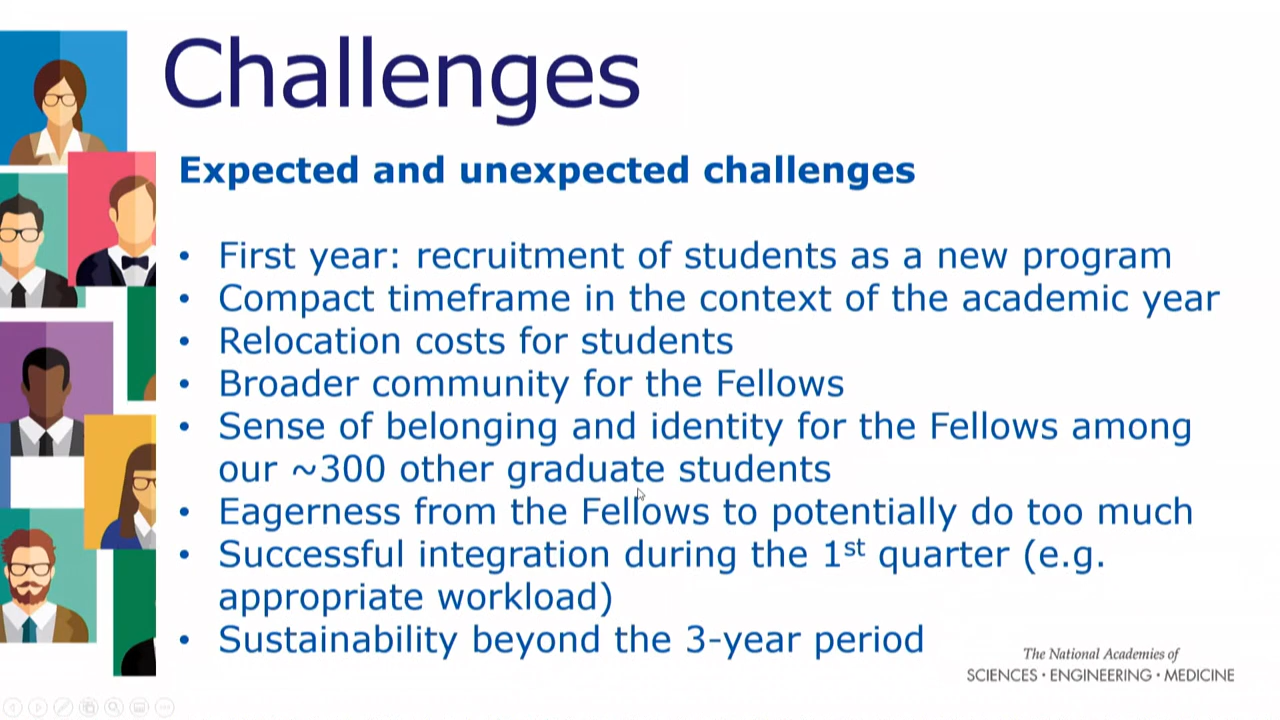 Challenges
Expected and unexpected challenges
• First year: recruitment of students as a new program
• Compact timeframe in the context of the academic year
• Relocation costs for students
• Broader community for the Fellows
• Sense of belonging and identity for the Fellows among
our ~300 other graduate students
• Eagerness from the Fellows to potentially do too much
• Successful integration during the 1st quarter (e.g.
appropriate workload)
• Sustainability beyond the 3-year period
The National Academies of
SCIENCES • ENGINEERING • MEDICINE